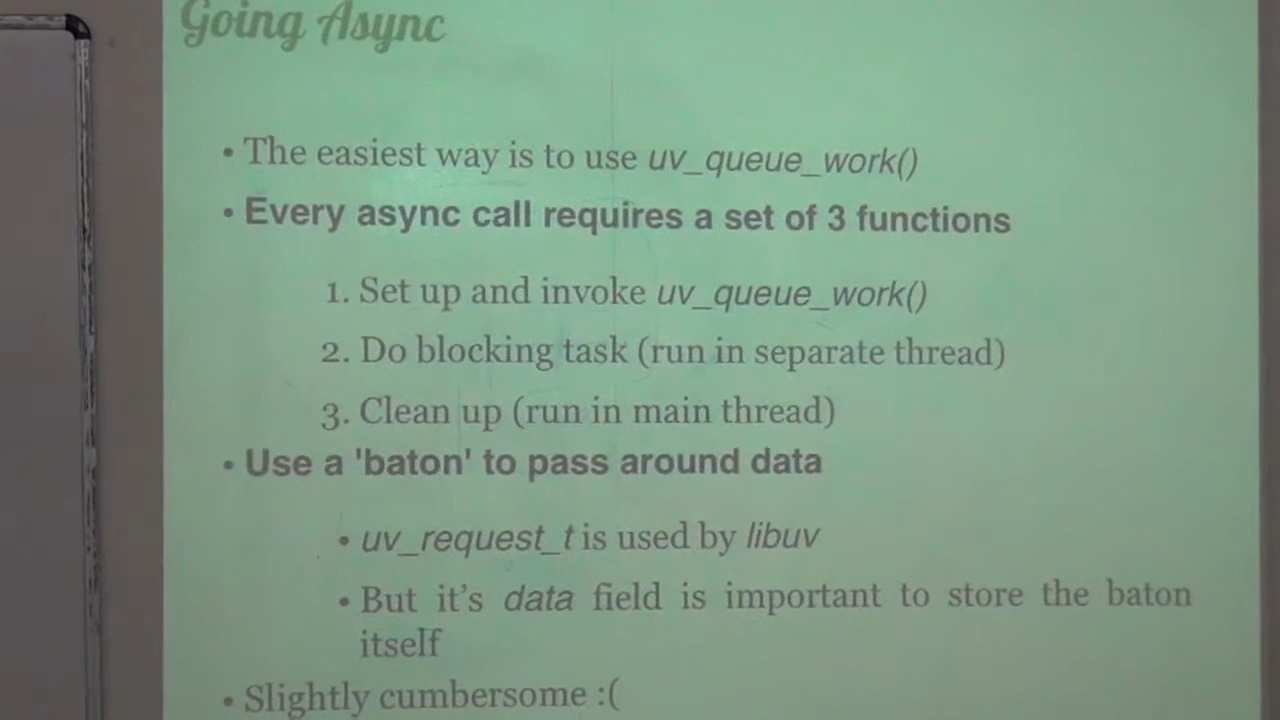 Going Async
• The easiest way is to use uv_queue_work()
• Every async call requires a set of 3 functions
1. Set up and invoke uv_queue_work()
2. Do blocking task (run in separate thread)
3. Clean up (run in main thread)
• Use a 'baton' to pass around data
• uv_request_t is used by libuv
• But it’s data field is important to store the baton
itself
• Slightly cumbersome :(